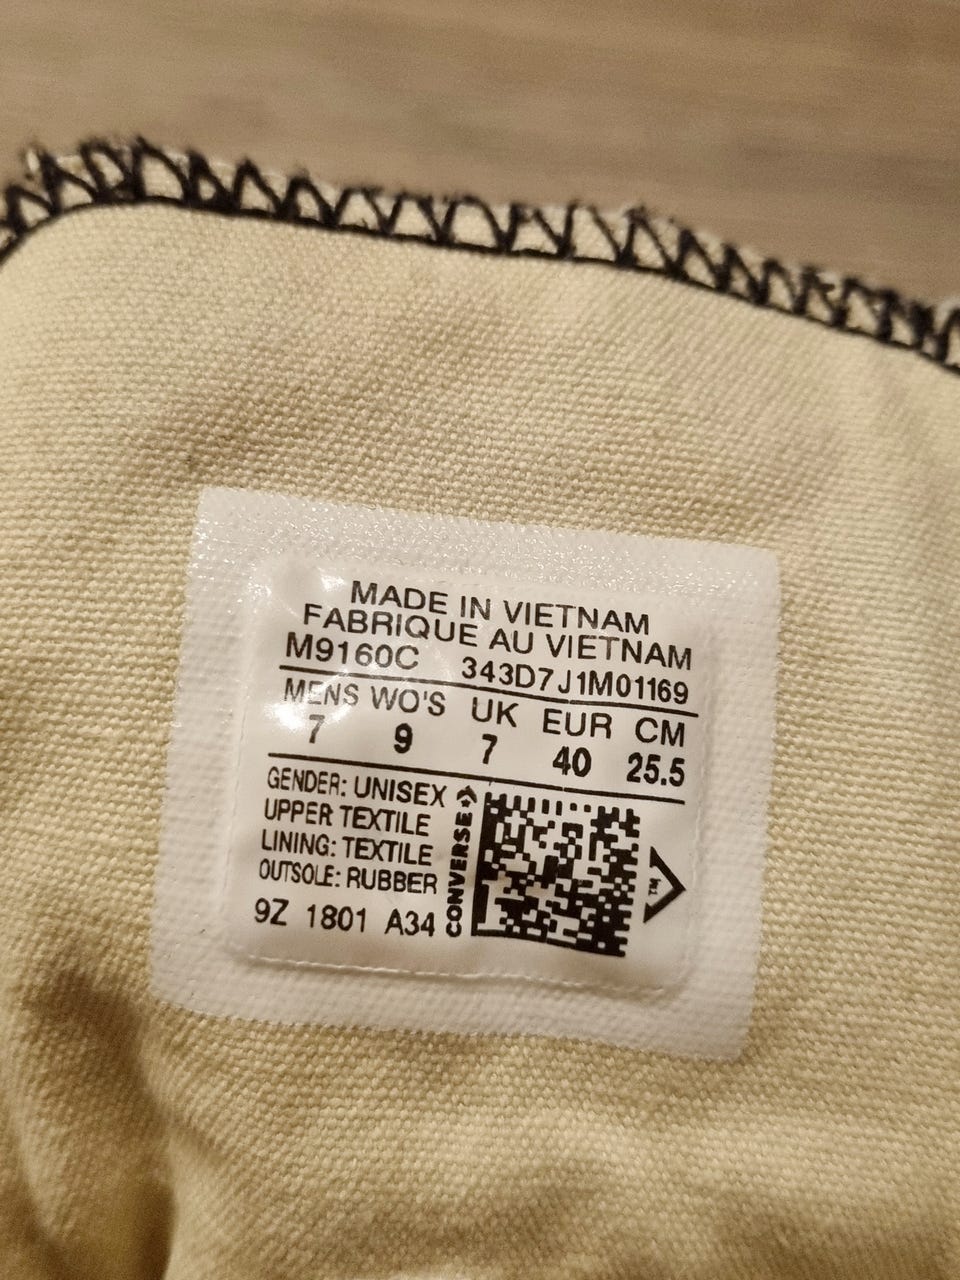 MADE IN VIETNAM
FABRIQUE AU VIETNAM
M9160C 343D7J1M01169
MENS WO'S UK EUR CM
7 9 7 40 25.5
GENDER: UNISEX
UPPER TEXTILE
LINING: TEXTILE
OUTSOLE: RUBBER
9Z 1801 A34
CONVERSE
TM